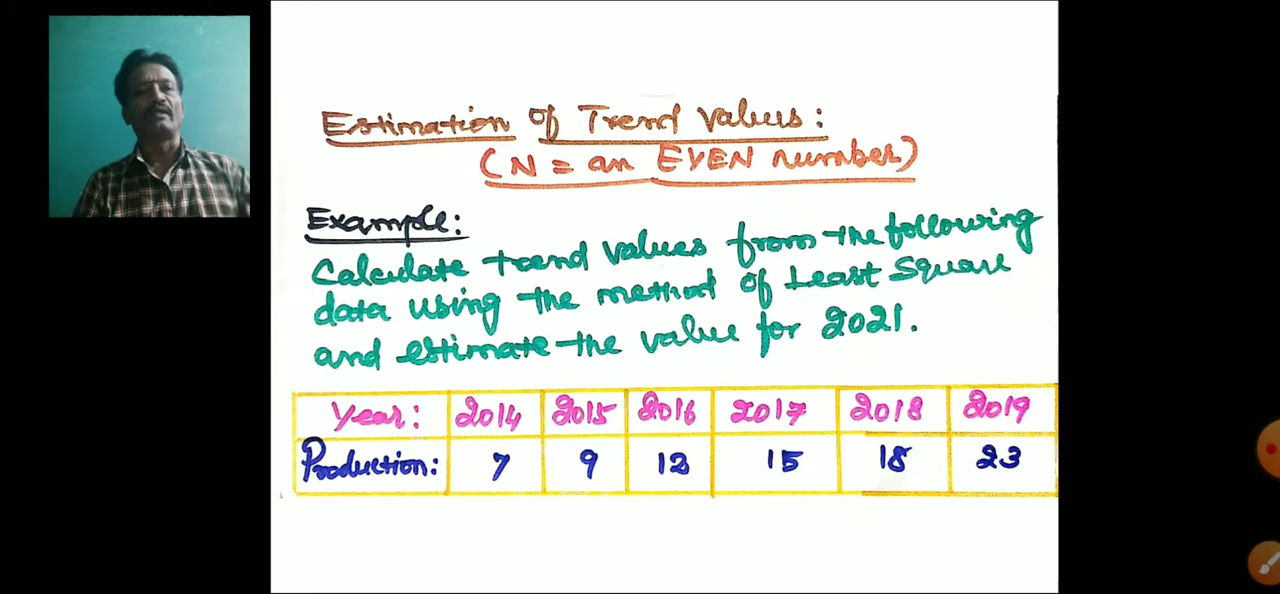 Estimation of Trend Values:
(N = an EVEN number)
Example:
Calculate trend values from the following
data using the method of Least Square
and estimate the value for 2021.
Year: 2014 2015 2016 2017 2018 2019
Production: 7 9 12 15 18 23